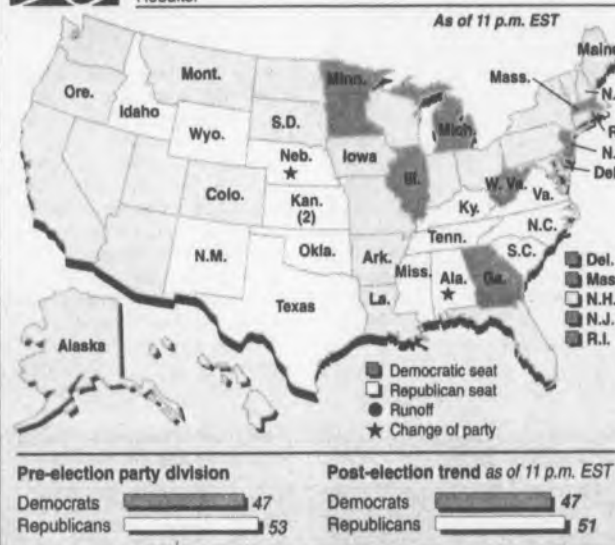 As of 11 p.m. EST
Maine
Mont.
Minn.
Mass.
N.
Ore.
Idaho
S.D.
Mich.
Wyo.
N.
Neb.
Iowa
Ill.
Del
W. Va.
Va.
Colo.
Kan.
(2)
Ky.
N.C.
Tenn.
N.M.
Okla.
Ark.
S.C.
Miss.
Ala.
Ga.
La.
Texas
Alaska
Del.
Mas
N.H.
N.J.
R.I.
Democratic seat
Republican seat
Runoff
Change of party
Pre-election party division
Democrats 47
Republicans 53
Post-election trend as of 11 p.m. EST
Democrats 47
Republicans 51